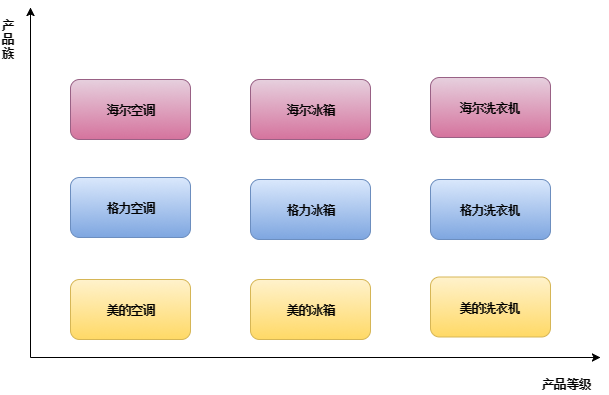 产品族
海尔空调
海尔冰箱
海尔洗衣机
格力空调
格力冰箱
格力洗衣机
美的空调
美的冰箱
美的洗衣机
产品等级